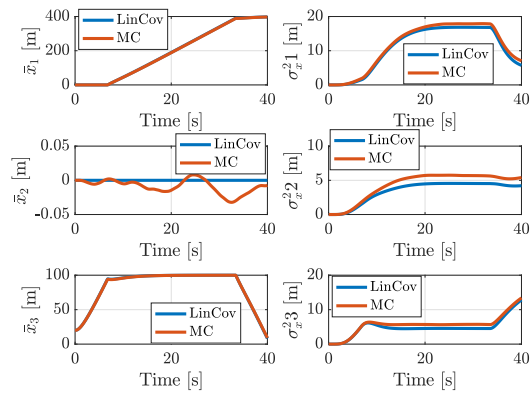 400
200
0
x̄₁ [m]
LinCov
MC
0 20 40
Time [s]
20
10
0
σ²ₓ1 [m]
LinCov
MC
0 20 40
Time [s]
0.05
0
-0.05
x̄₂ [m]
LinCov
MC
0 20 40
Time [s]
10
5
0
σ²ₓ2 [m]
LinCov
MC
0 20 40
Time [s]
100
50
0
x̄₃ [m]
LinCov
MC
0 20 40
Time [s]
20
10
0
σ²ₓ3 [m]
LinCov
MC
0 20 40
Time [s]